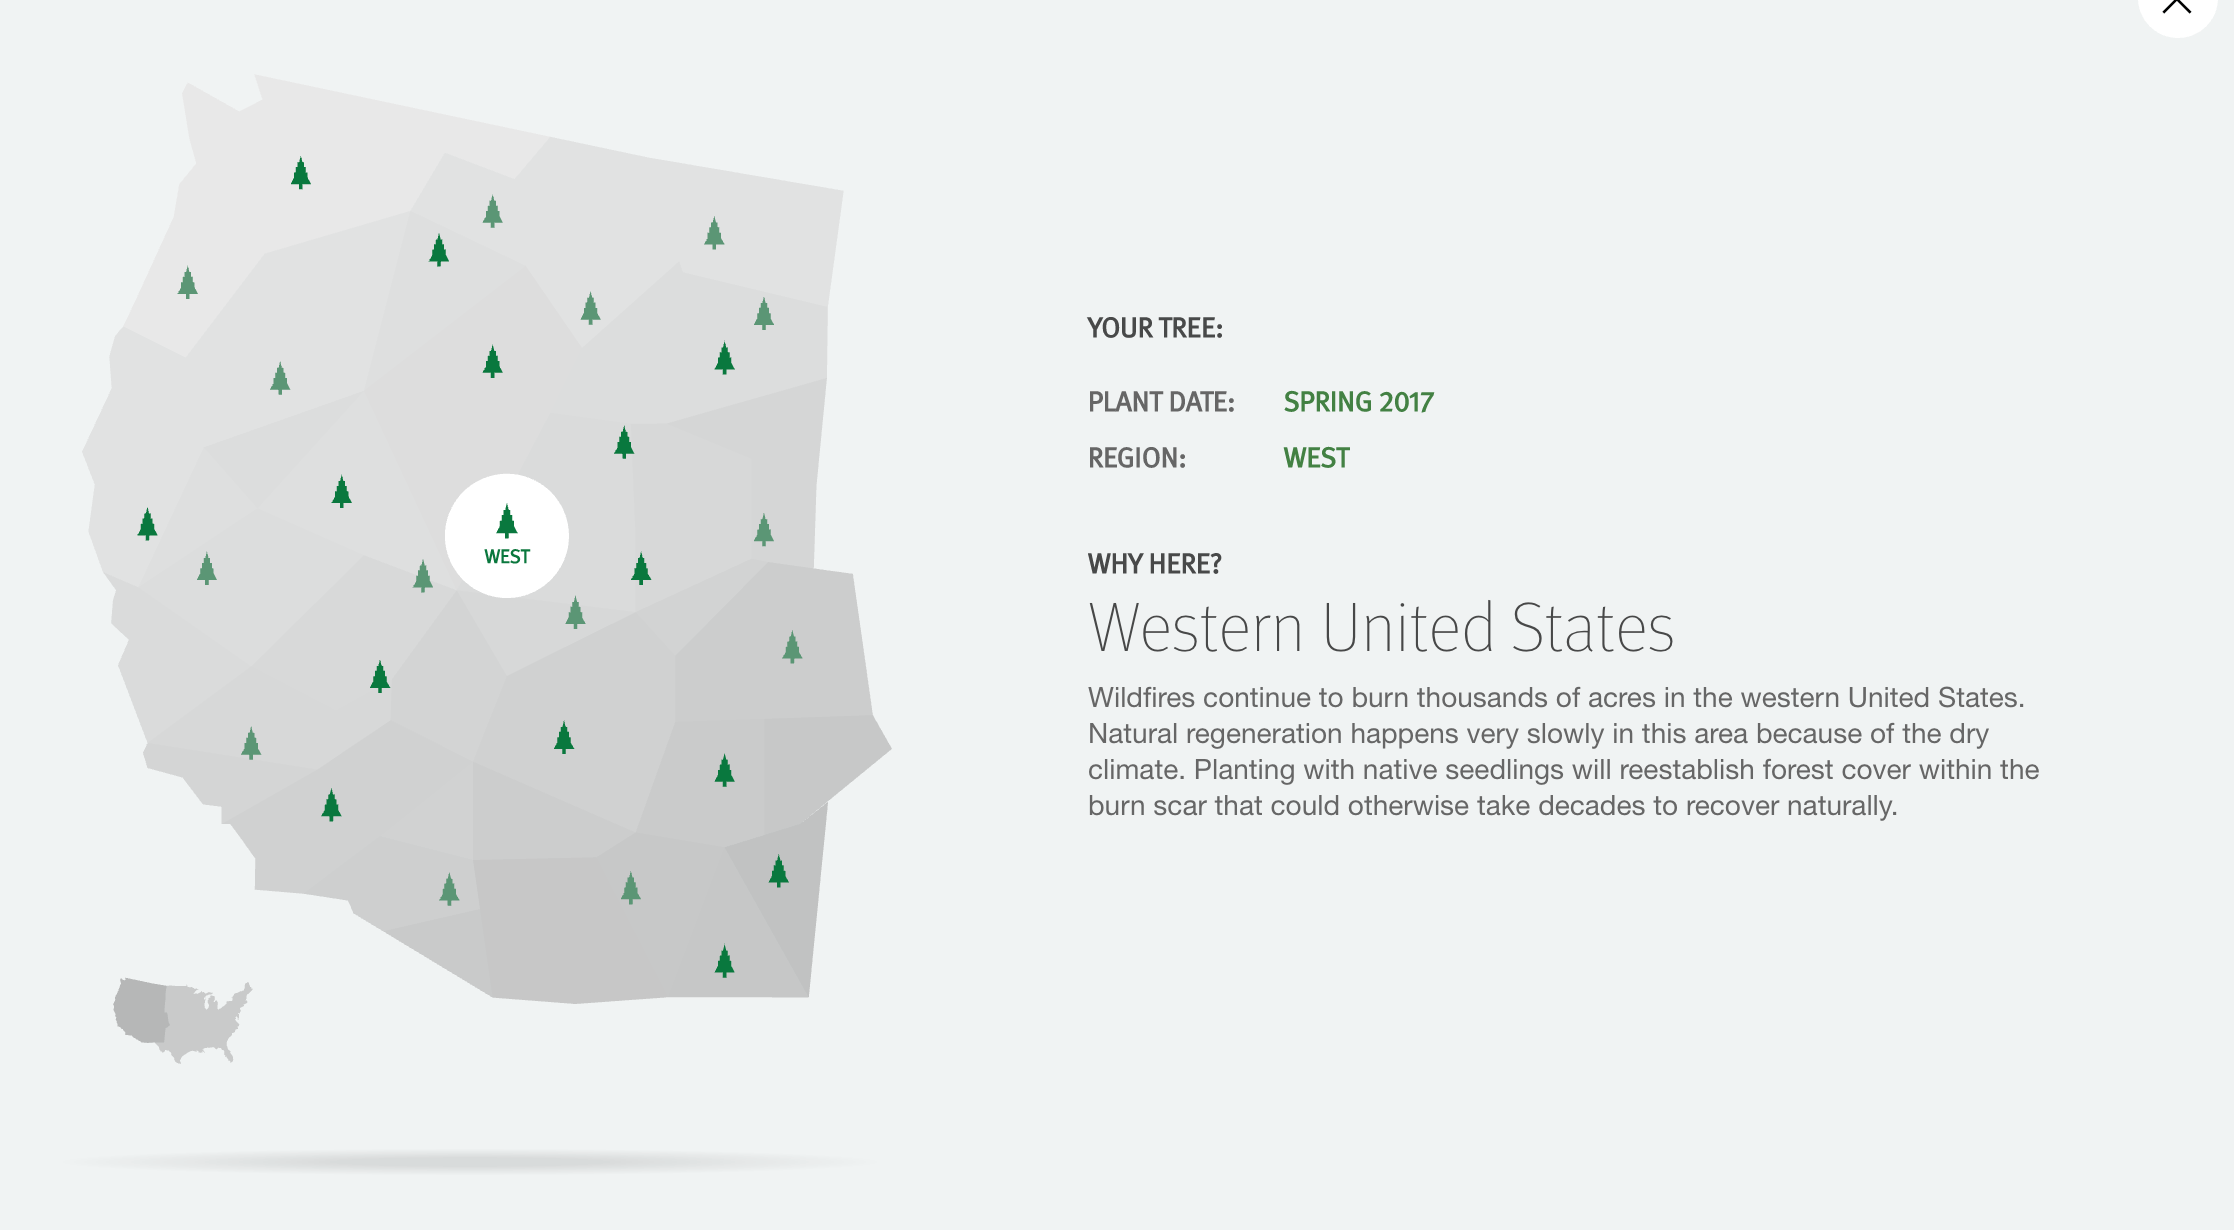 WEST
YOUR TREE:
PLANT DATE: SPRING 2017
REGION: WEST
WHY HERE?
Western United States
Wildfires continue to burn thousands of acres in the western United States.
Natural regeneration happens very slowly in this area because of the dry
climate. Planting with native seedlings will reestablish forest cover within the
burn scar that could otherwise take decades to recover naturally.